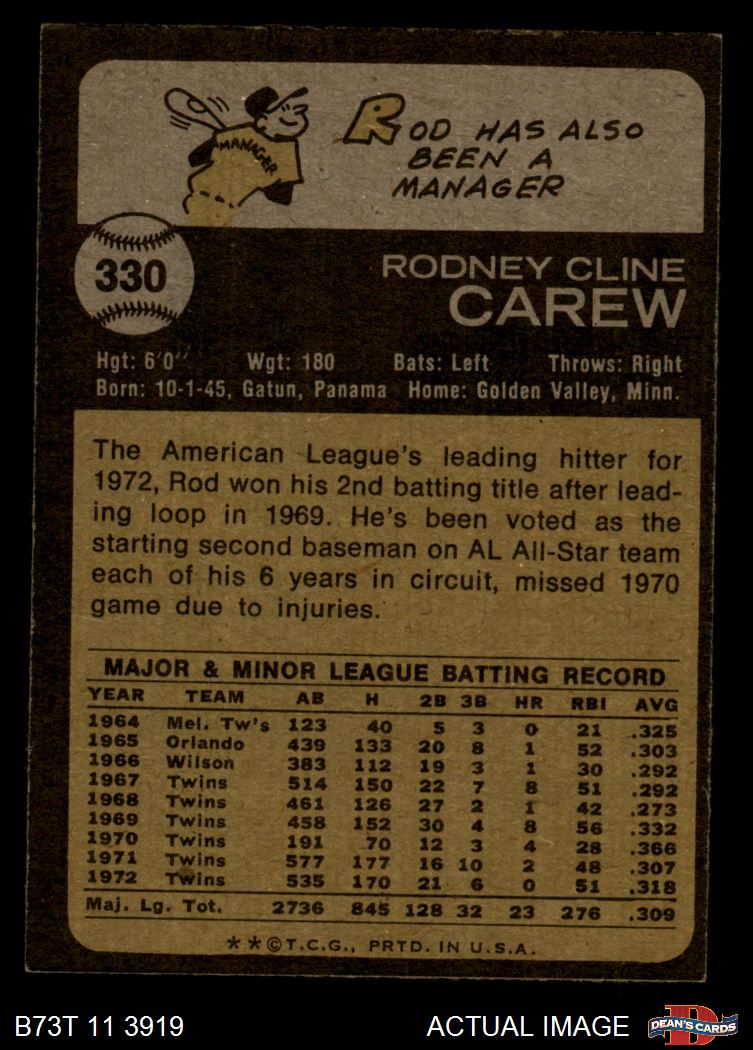 ROD HAS ALSO
BEEN A
MANAGER
MANAGER
330
RODNEY CLINE
CAREW
Hgt: 6'0" Wgt: 180 Bats: Left Throws: Right
Born: 10-1-45, Gatun, Panama Home: Golden Valley, Minn.
The American League's leading hitter for
1972, Rod won his 2nd batting title after lead-
ing loop in 1969. He's been voted as the
starting second baseman on AL All-Star team
each of his 6 years in circuit, missed 1970
game due to injuries.
MAJOR & MINOR LEAGUE BATTING RECORD
YEAR TEAM AB H 2B 3B HR RBI AVG
1964 Mel. Tw's 123 40 5 3 0 21 .325
1965 Orlando 439 133 20 8 1 52 .303
1966 Wilson 383 112 19 3 1 30 .292
1967 Twins 514 150 22 7 8 51 .292
1968 Twins 461 126 27 2 1 42 .273
1969 Twins 458 152 30 4 8 56 .332
1970 Twins 191 70 12 3 4 28 .366
1971 Twins 577 177 16 10 2 48 .307
1972 Twins 535 170 21 6 0 51 .318
Maj. Lg. Tot. 2736 845 128 32 23 276 .309
**©T.C.G., PRTD. IN U.S.A.
B73T 11 3919 ACTUAL IMAGE D DEAN'S CARDS